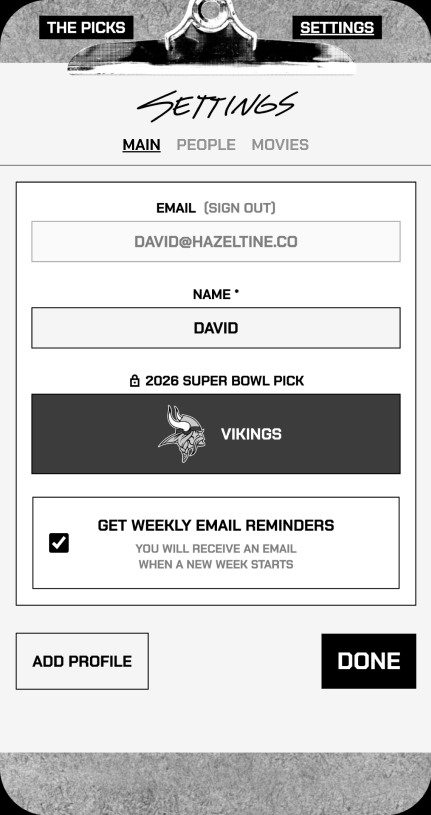 THE PICKS
SETTINGS
SETTINGS
MAIN PEOPLE MOVIES
EMAIL (SIGN OUT)
DAVID@HAZELTINE.CO
NAME *
DAVID
2026 SUPER BOWL PICK
VIKINGS
GET WEEKLY EMAIL REMINDERS
YOU WILL RECEIVE AN EMAIL
WHEN A NEW WEEK STARTS
ADD PROFILE
DONE